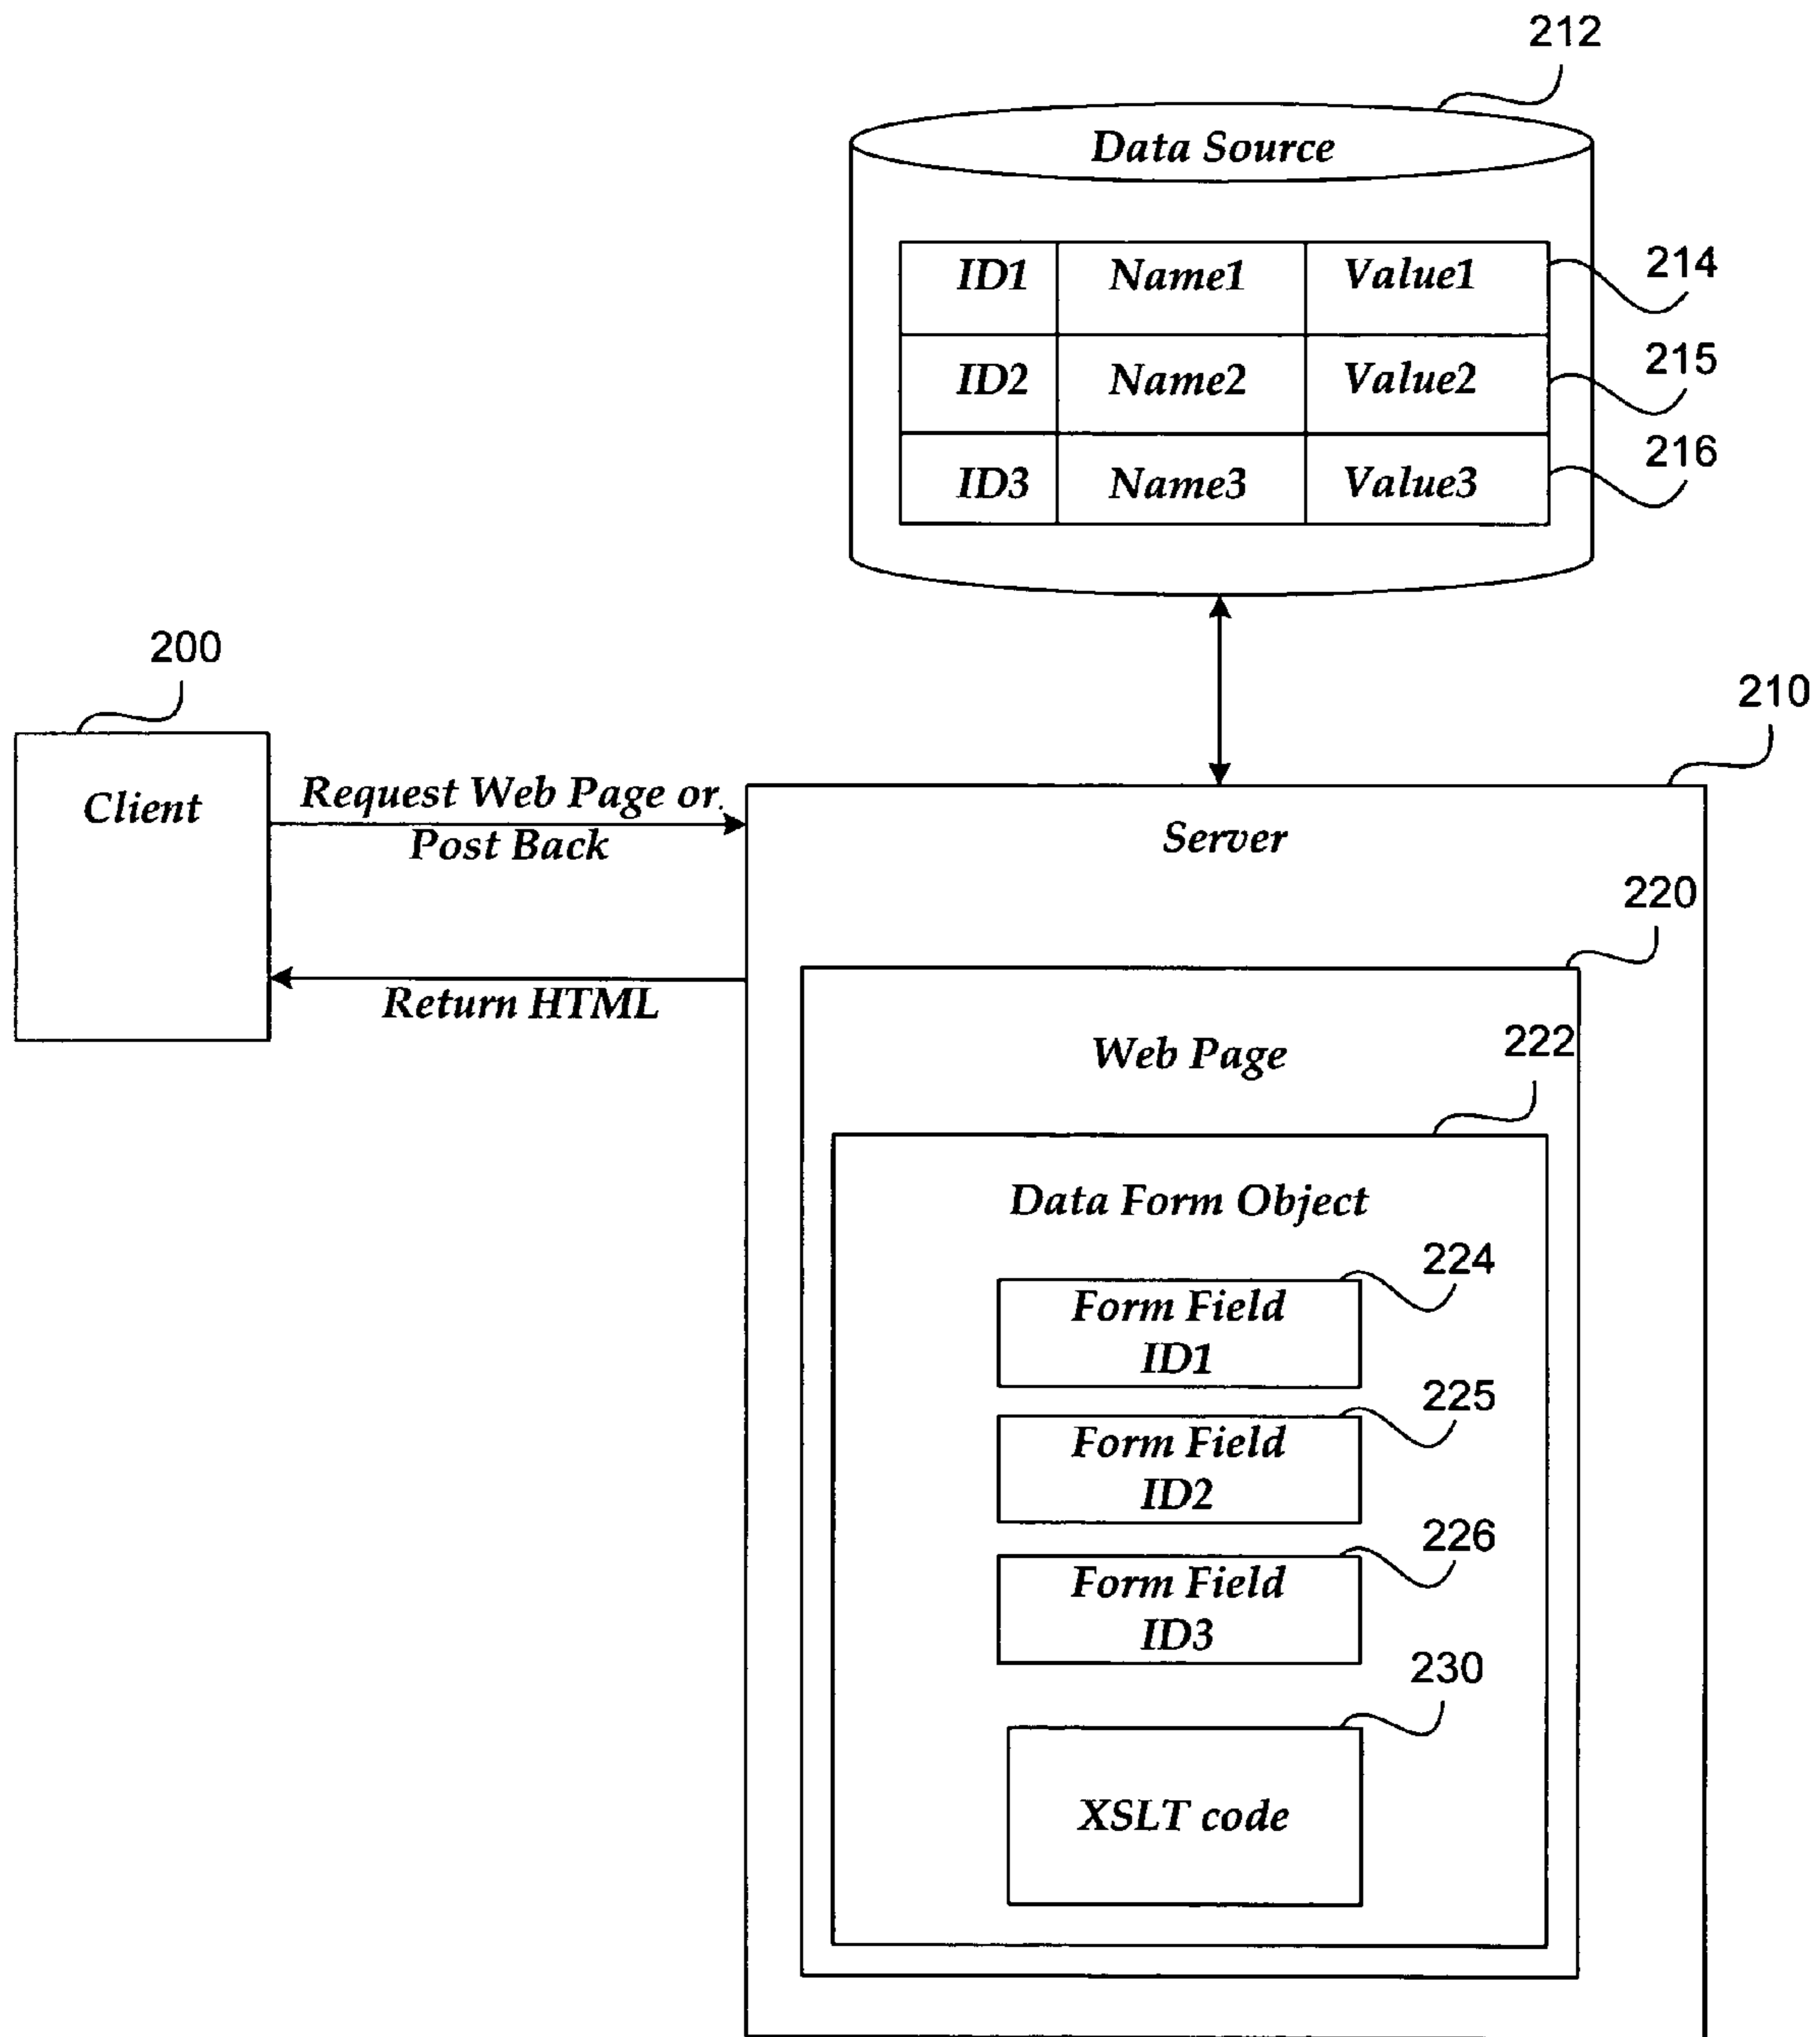 212
Data Source
ID1 Name1 Value1
214
ID2 Name2 Value2
215
ID3 Name3 Value3
216
200
Client
Request Web Page or
Post Back
Return HTML
210
Server
220
Web Page
222
Data Form Object
224
Form Field
ID1
225
Form Field
ID2
226
Form Field
ID3
230
XSLT code